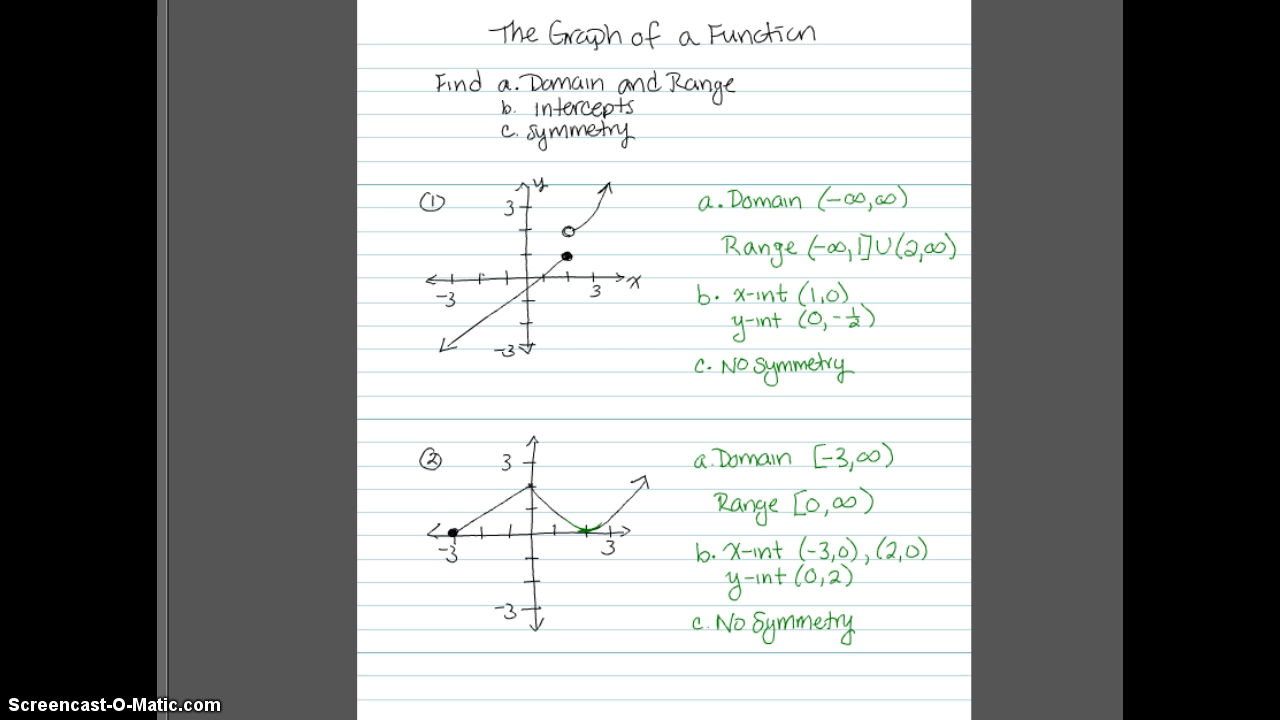 The Graph of a Function
Find a. Domain and Range
b. intercepts
c. symmetry
①
y
3
-3
3
x
-3
a. Domain (-∞,∞)
Range (-∞,1]∪(2,∞)
b. x-int (1,0)
y-int (0,-½)
c. No Symmetry
②
3
-3
3
-3
a. Domain [-3,∞)
Range [0,∞)
b. x-int (-3,0), (2,0)
y-int (0,2)
c. No Symmetry
Screencast-O-Matic.com